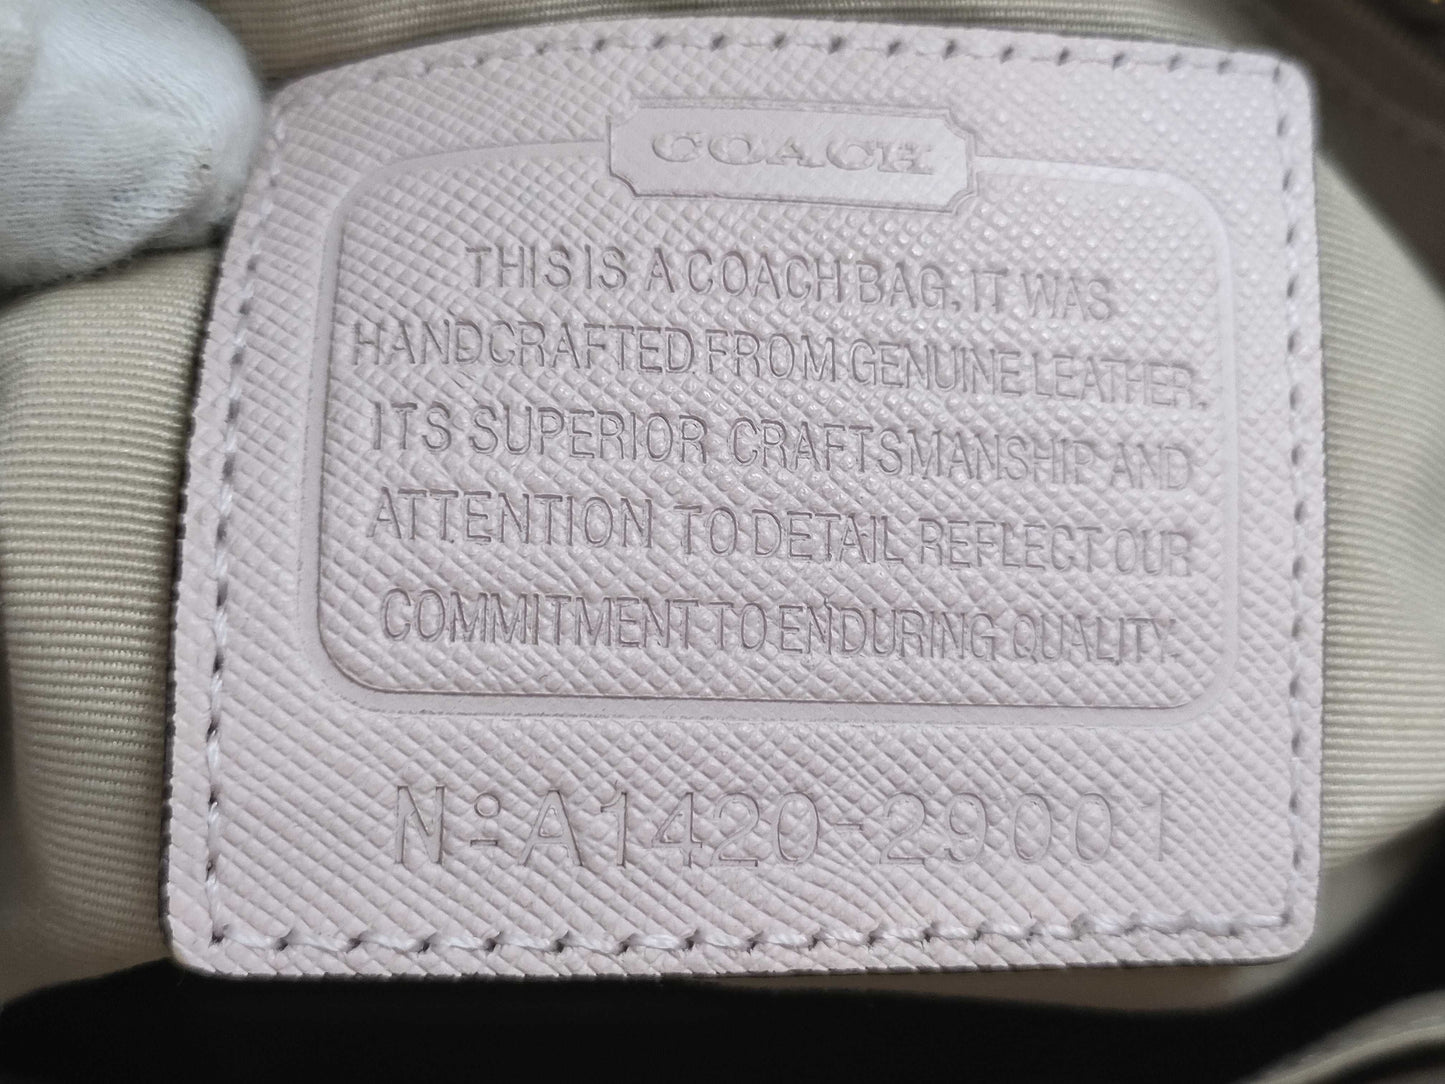 COACH
THIS IS A COACH BAG. IT WAS
HANDCRAFTED FROM GENUINE LEATHER.
ITS SUPERIOR CRAFTSMANSHIP AND
ATTENTION TO DETAIL REFLECT OUR
COMMITMENT TO ENDURING QUALITY.
Nº A1420-29001